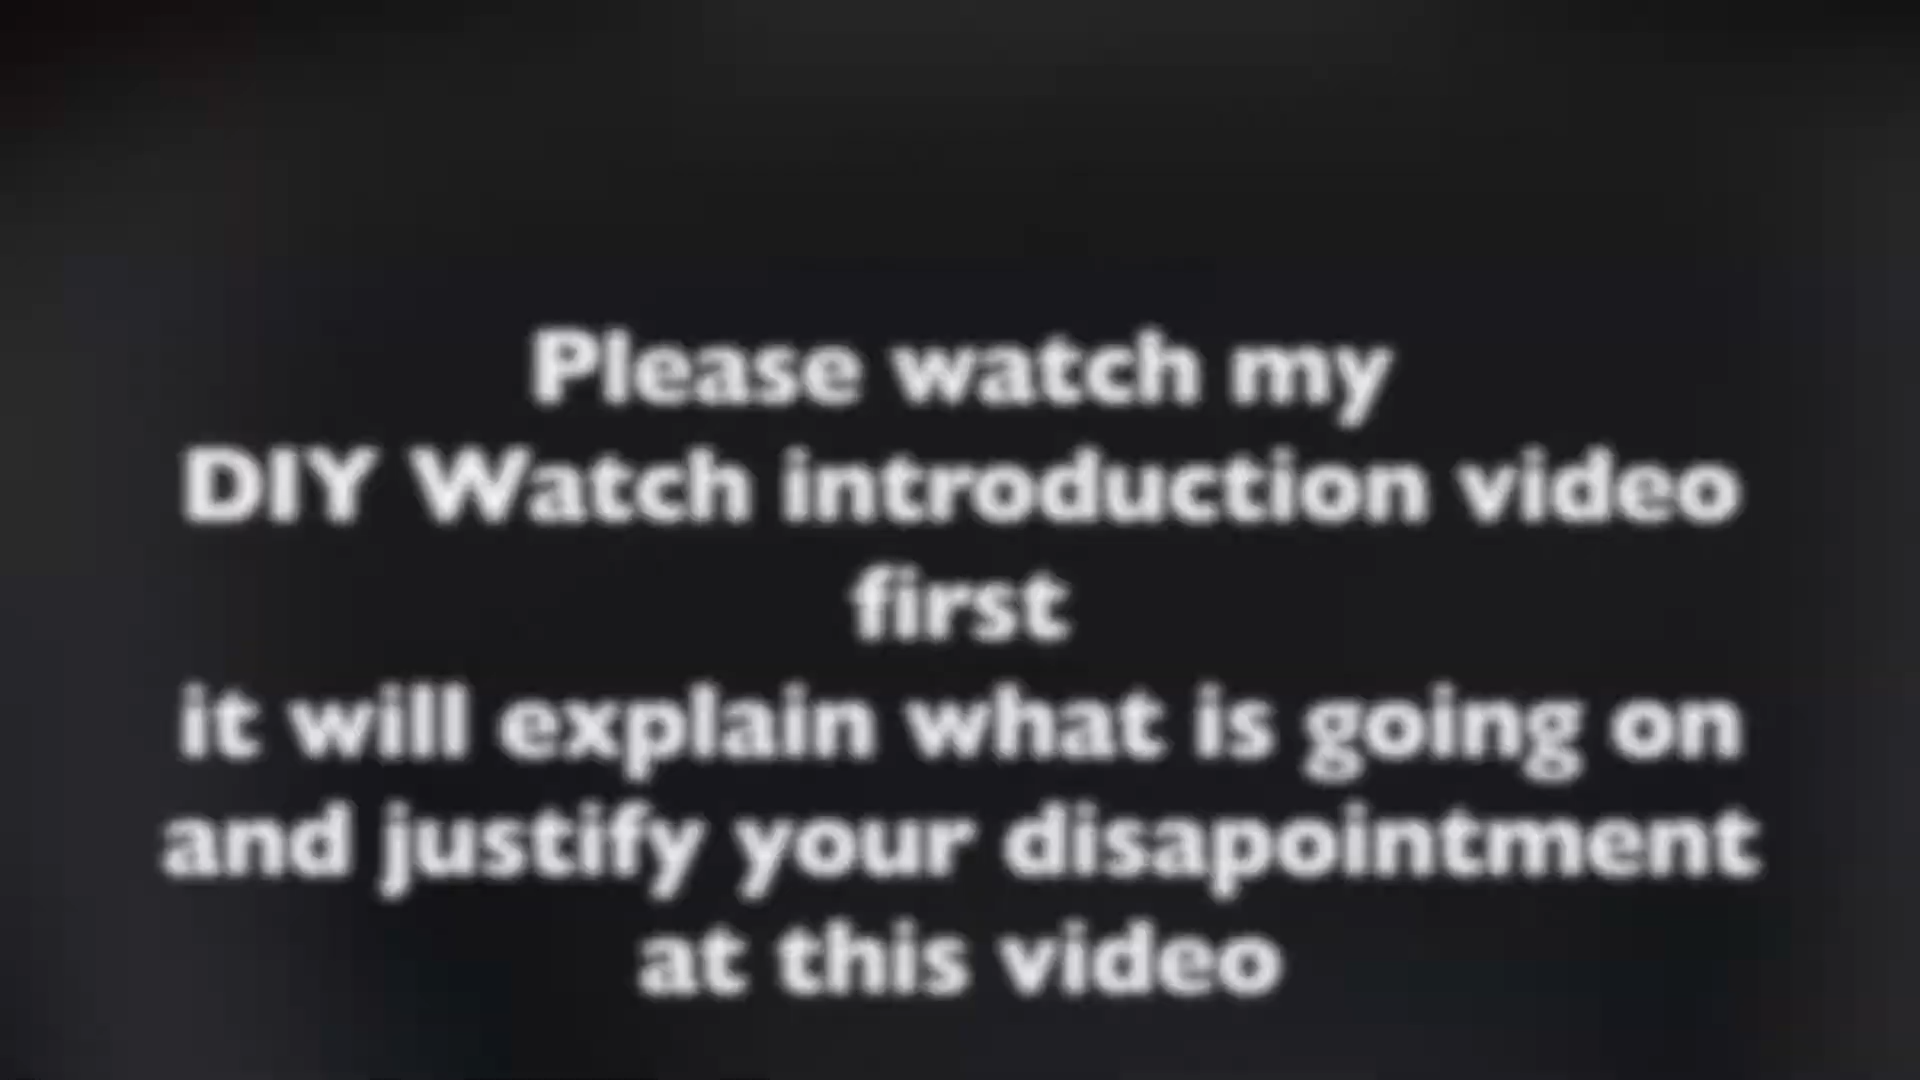 Please watch my
DIY Watch introduction video
first
it will explain what is going on
and justify your disapointment
at this video